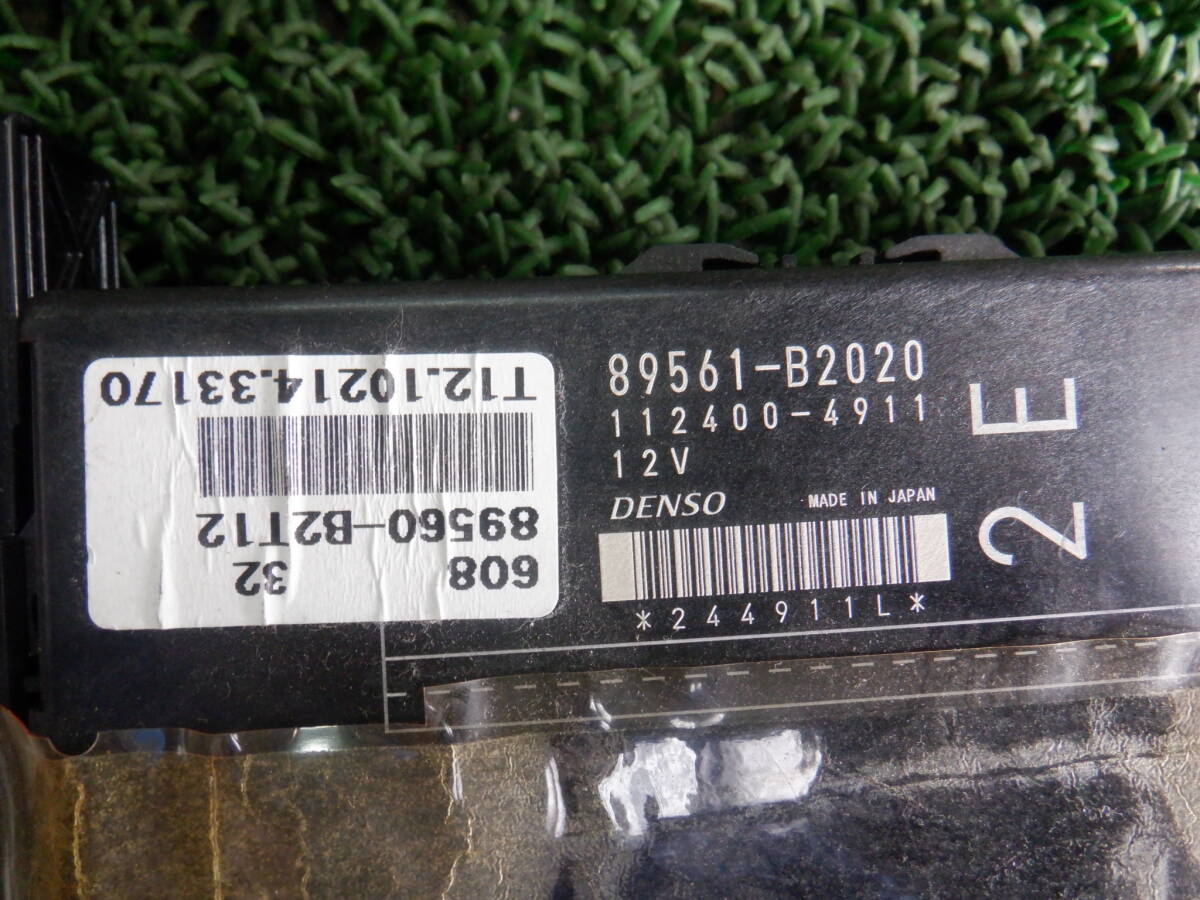 89561-B2020
112400-4911
12V
DENSO MADE IN JAPAN
*244911L*
2E
608 32
89560-B2T12
T12.10214.33170